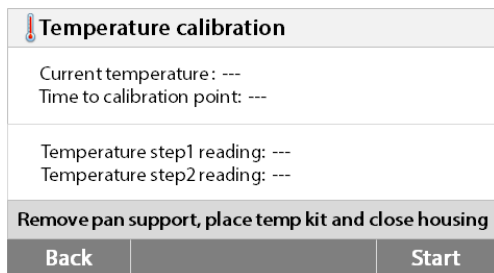 Temperature calibration
Current temperature: ---
Time to calibration point: ---
Temperature step1 reading: ---
Temperature step2 reading: ---
Remove pan support, place temp kit and close housing
Back
Start